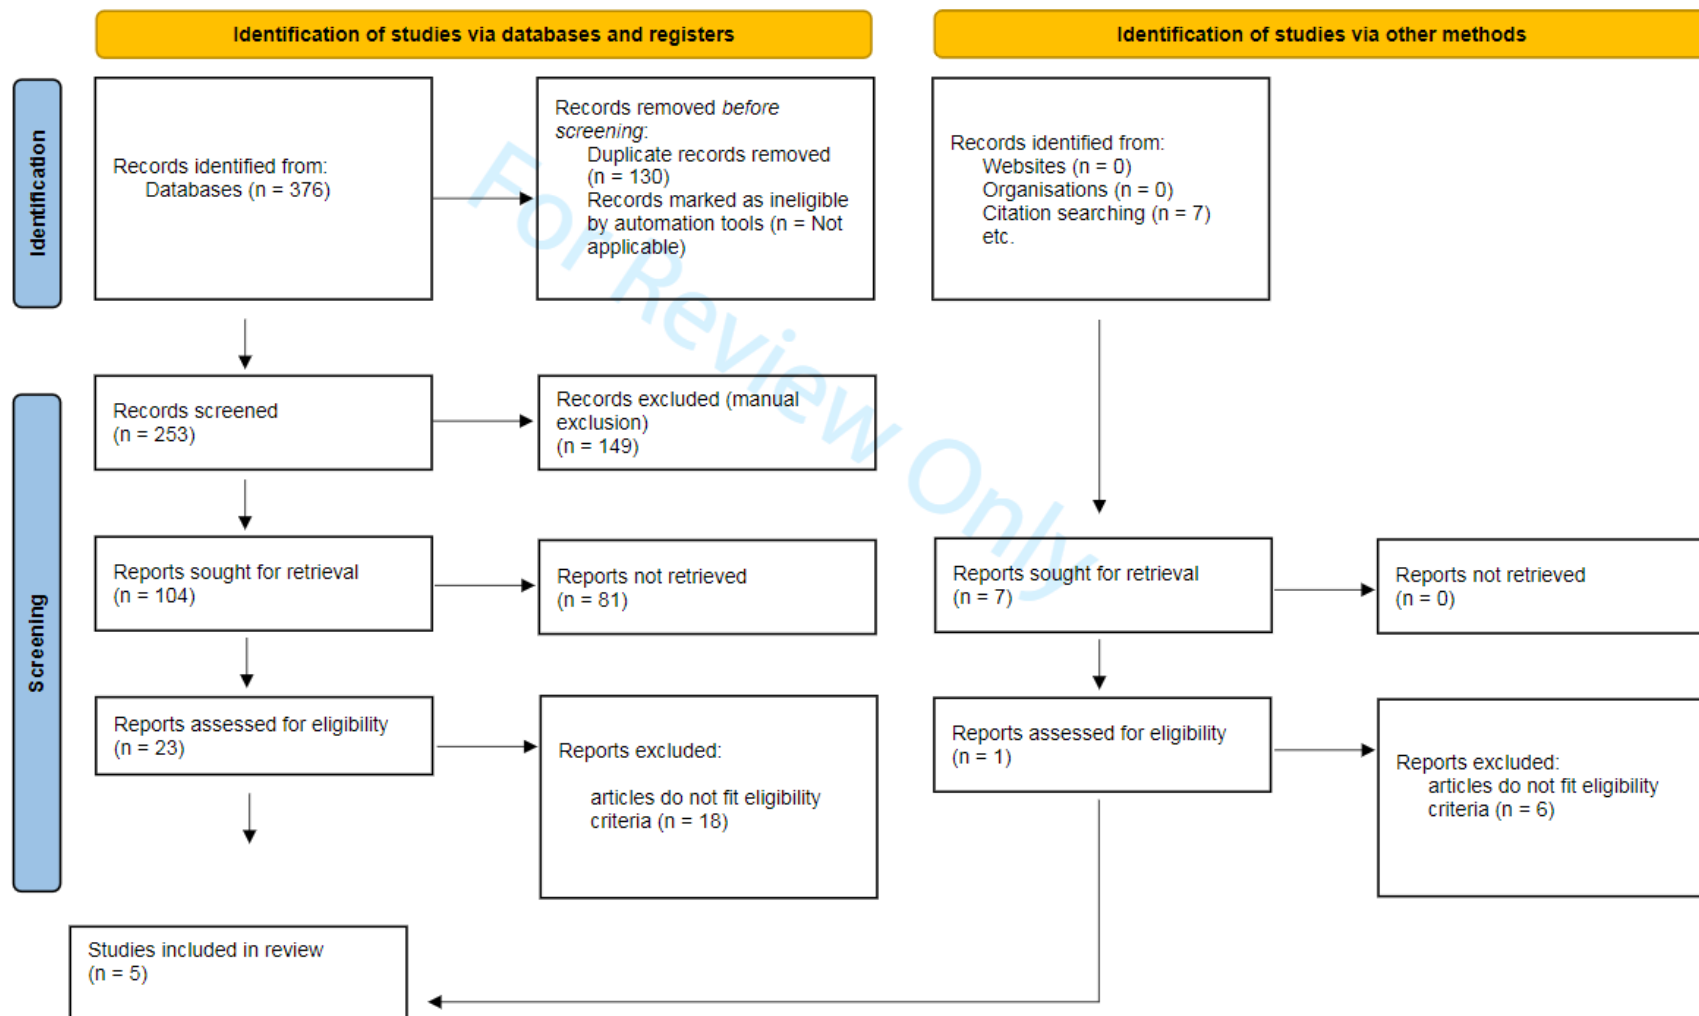 Identification of studies via databases and registers
Identification of studies via other methods
Identification
Records identified from:
Databases (n = 376)
Records removed before
screening:
Duplicate records removed
(n = 130)
Records marked as ineligible
by automation tools (n = Not
applicable)
Records identified from:
Websites (n = 0)
Organisations (n = 0)
Citation searching (n = 7)
etc.
For Review Only
Screening
Records screened
(n = 253)
Records excluded (manual
exclusion)
(n = 149)
Reports sought for retrieval
(n = 104)
Reports not retrieved
(n = 81)
Reports sought for retrieval
(n = 7)
Reports not retrieved
(n = 0)
Reports assessed for eligibility
(n = 23)
Reports excluded:
articles do not fit eligibility
criteria (n = 18)
Reports assessed for eligibility
(n = 1)
Reports excluded:
articles do not fit eligibility
criteria (n = 6)
Studies included in review
(n = 5)